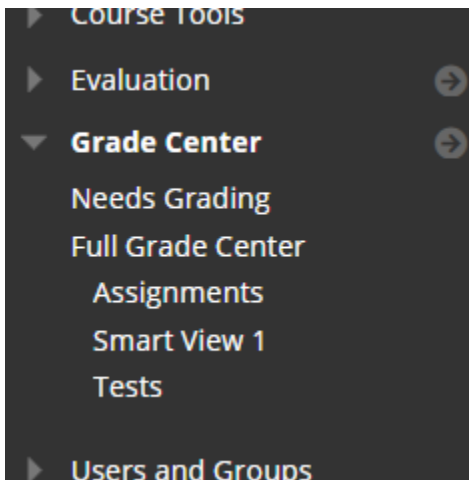 Course Tools
Evaluation
Grade Center
Needs Grading
Full Grade Center
Assignments
Smart View 1
Tests
Users and Groups